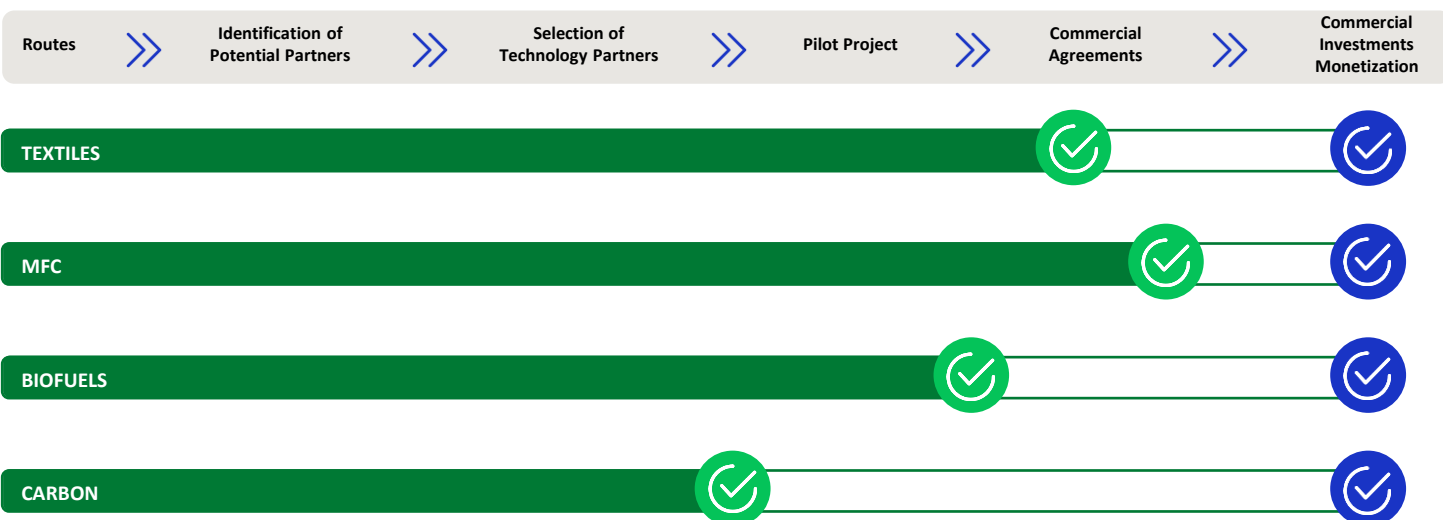 Routes
Identification of
Potential Partners
Selection of
Technology Partners
Pilot Project
Commercial
Agreements
Commercial
Investments
Monetization
TEXTILES
MFC
BIOFUELS
CARBON